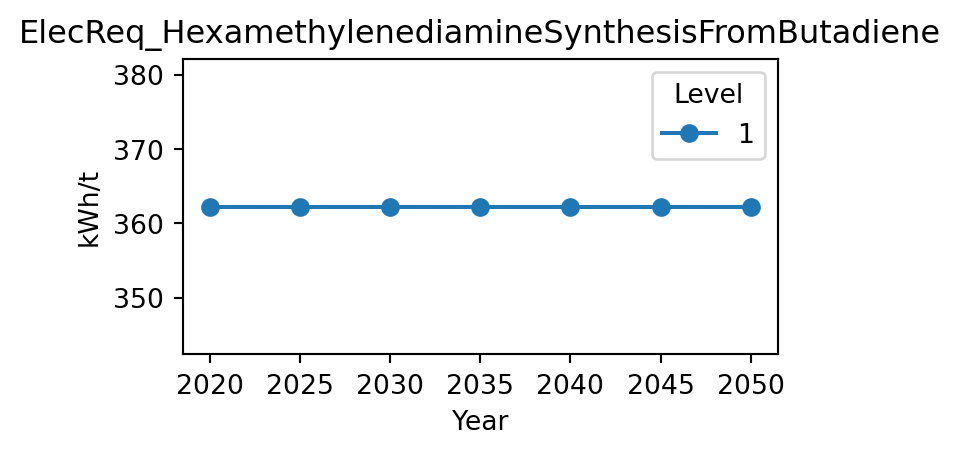 ElecReq_HexamethylenediamineSynthesisFromButadiene
380
370
360
350
kWh/t
Level
1
2020 2025 2030 2035 2040 2045 2050
Year